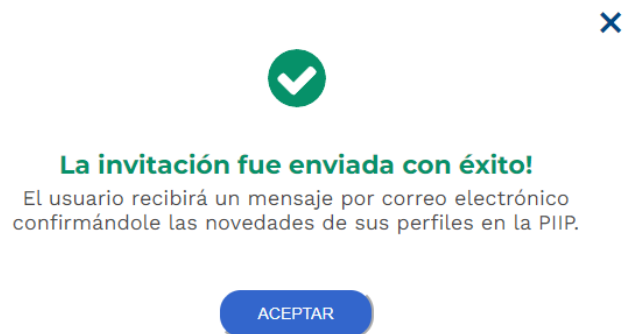 La invitación fue enviada con éxito!
El usuario recibirá un mensaje por correo electrónico
confirmándole las novedades de sus perfiles en la PIIP.
ACEPTAR